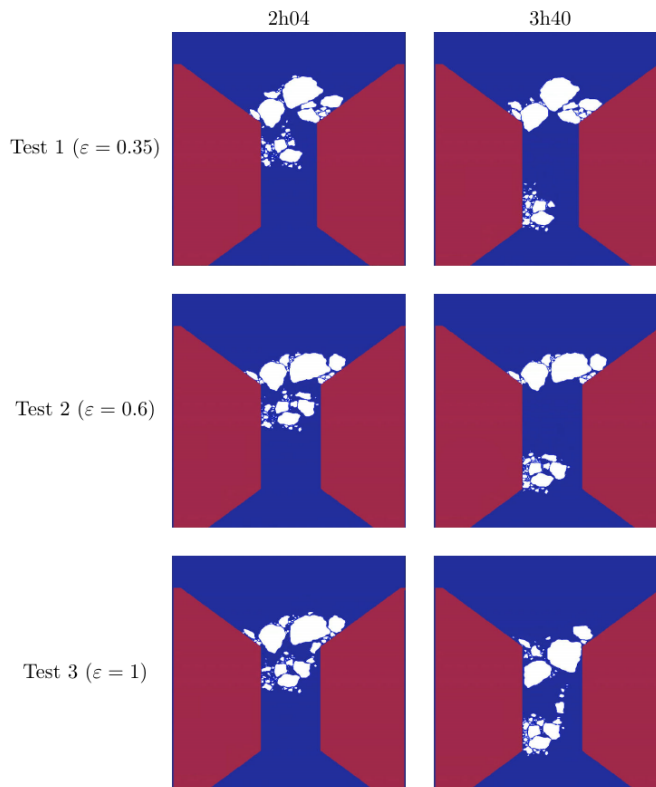 2h04 3h40
Test 1 (ε = 0.35)
Test 2 (ε = 0.6)
Test 3 (ε = 1)